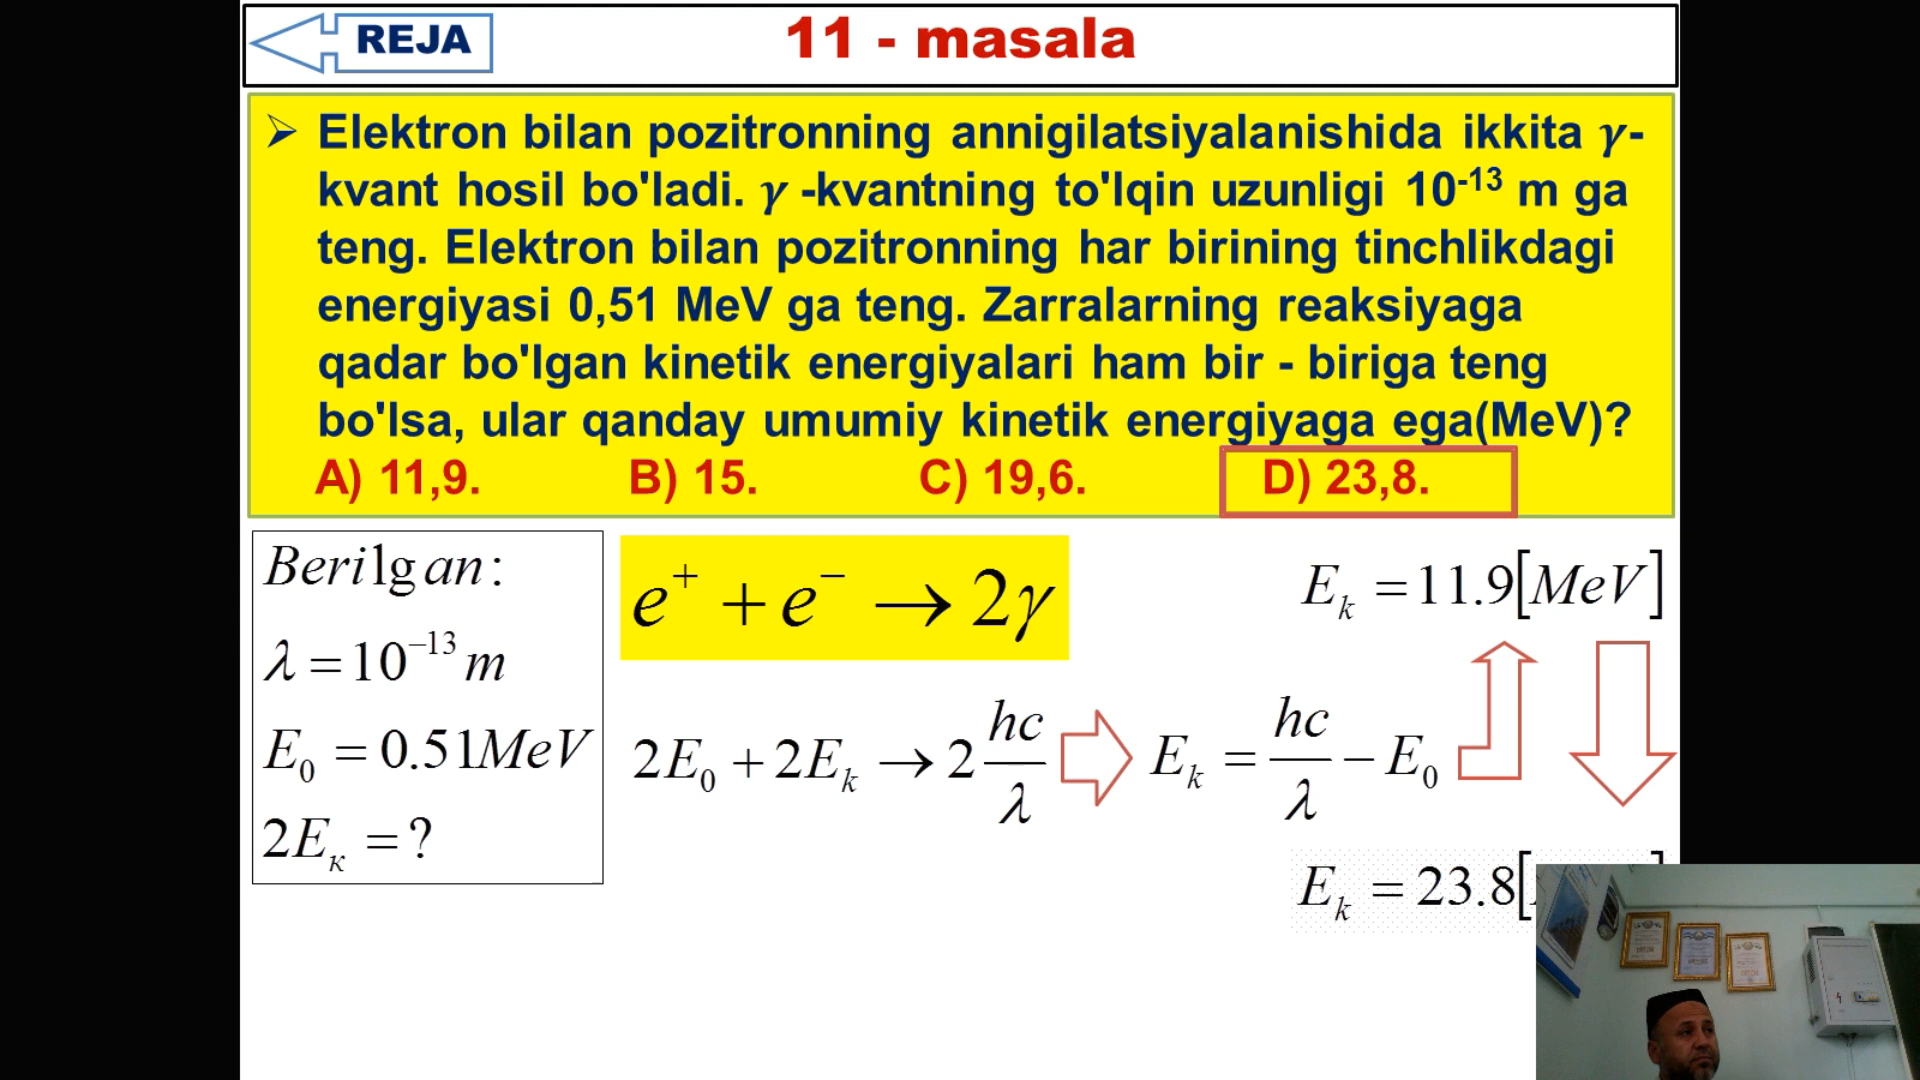 REJA
11 - masala
➢ Elektron bilan pozitronning annigilatsiyalanishida ikkita γ-
kvant hosil bo'ladi. γ -kvantning to'lqin uzunligi 10⁻¹³ m ga
teng. Elektron bilan pozitronning har birining tinchlikdagi
energiyasi 0,51 MeV ga teng. Zarralarning reaksiyaga
qadar bo'lgan kinetik energiyalari ham bir - biriga teng
bo'lsa, ular qanday umumiy kinetik energiyaga ega(MeV)?
A) 11,9. B) 15. C) 19,6. D) 23,8.
Berilgan:
λ = 10⁻¹³ m
E₀ = 0.51MeV
2Eₖ = ?
e⁺ + e⁻ → 2γ
2E₀ + 2Eₖ → 2 hc/λ
Eₖ = hc/λ − E₀
Eₖ = 11.9[MeV]
Eₖ = 23.8[